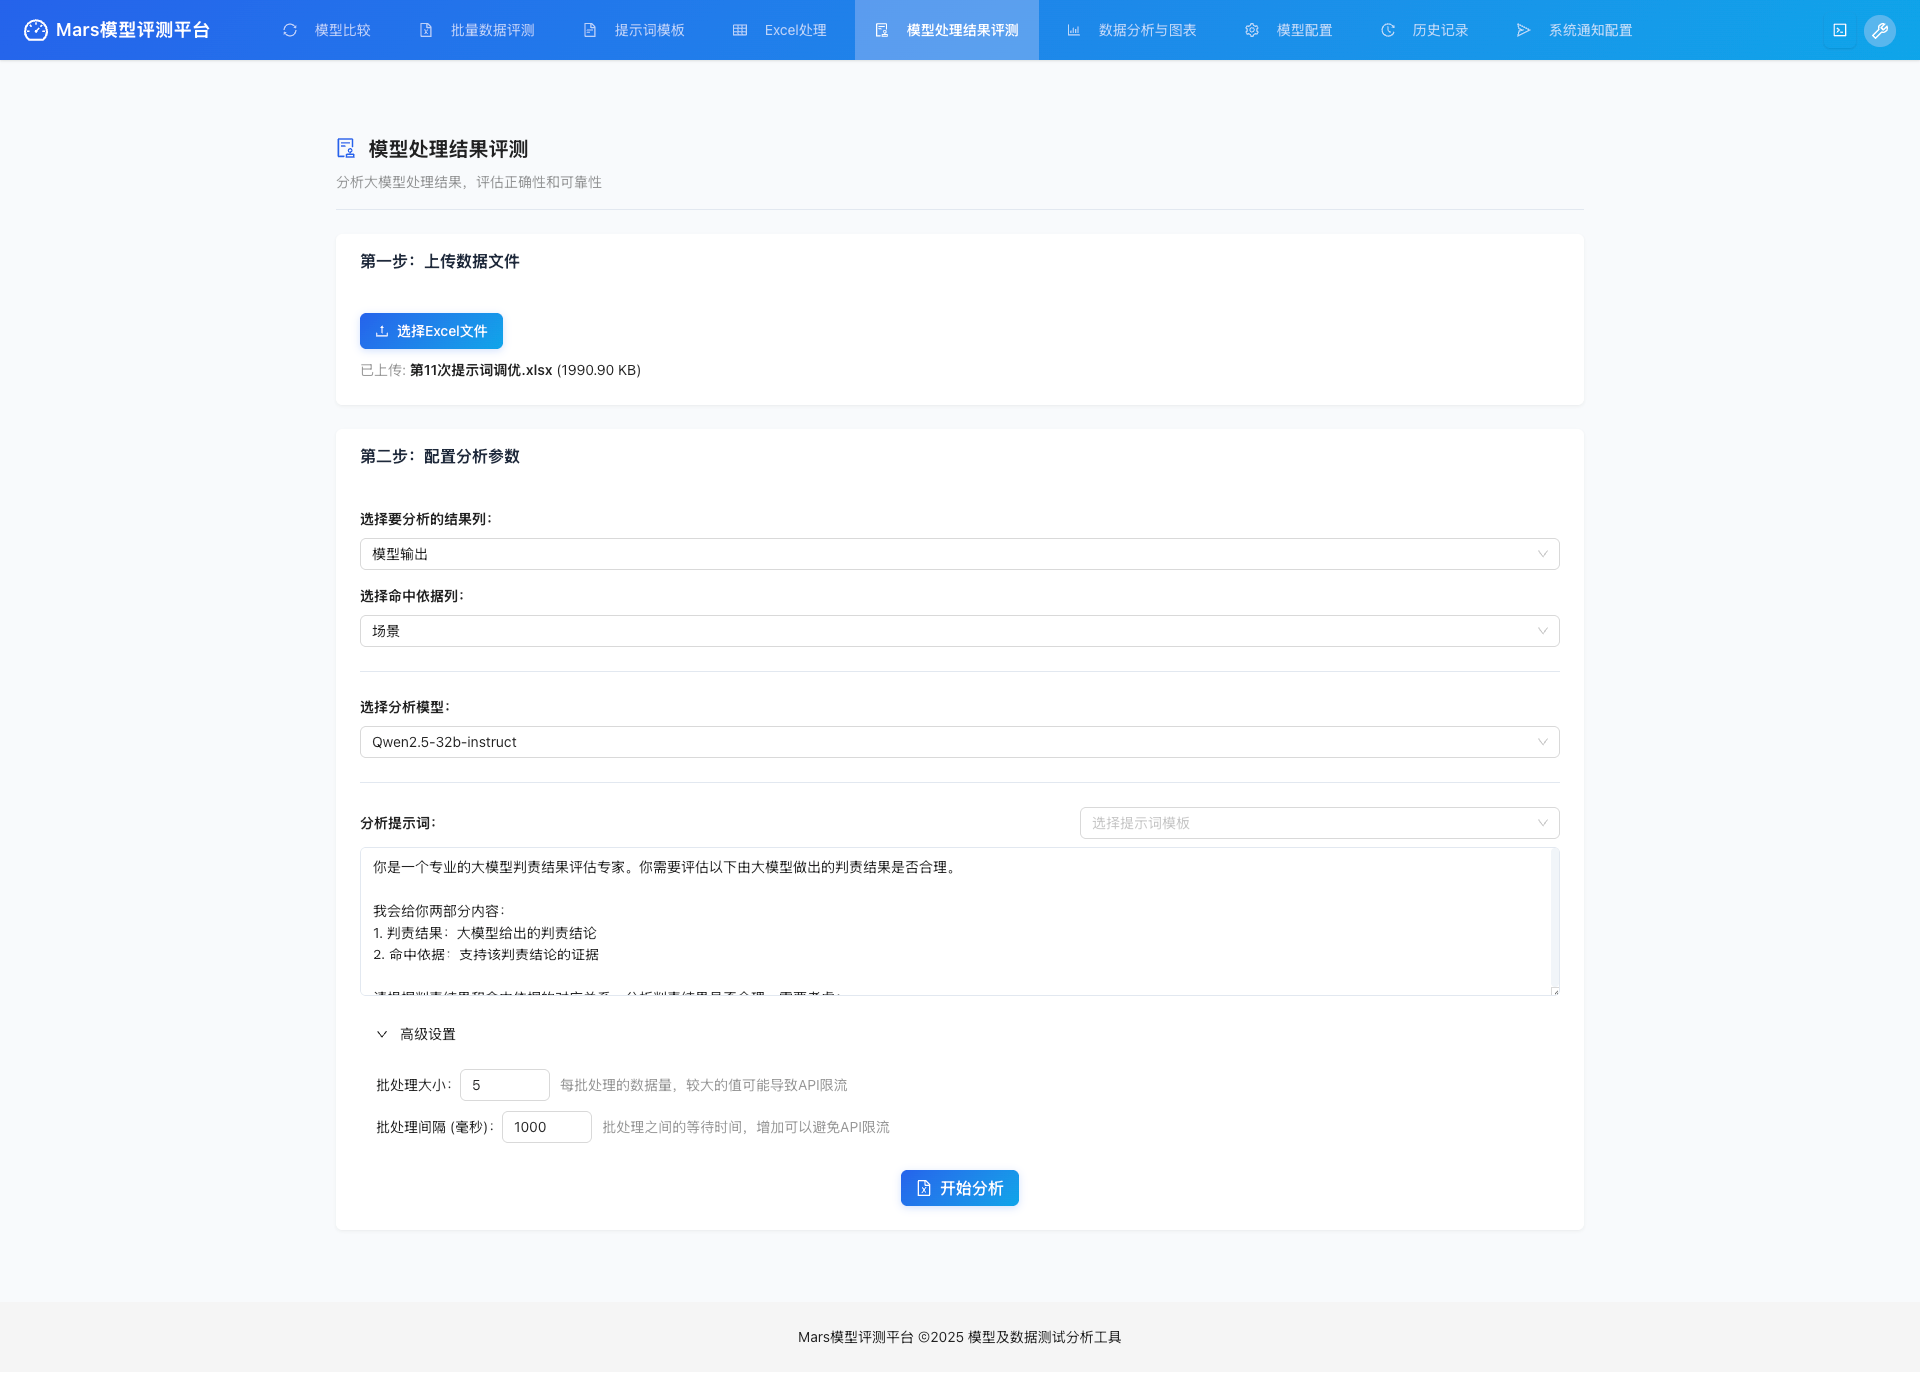 Mars模型评测平台
模型比较
批量数据评测
提示词模板
Excel处理
模型处理结果评测
数据分析与图表
模型配置
历史记录
系统通知配置
模型处理结果评测
分析大模型处理结果，评估正确性和可靠性
第一步：上传数据文件
选择Excel文件
已上传: 第11次提示词调优.xlsx (1990.90 KB)
第二步：配置分析参数
选择要分析的结果列：
模型输出
选择命中依据列：
场景
选择分析模型：
Qwen2.5-32b-instruct
分析提示词：
选择提示词模板
你是一个专业的大模型判责结果评估专家。你需要评估以下由大模型做出的判责结果是否合理。
我会给你两部分内容：
1. 判责结果：大模型给出的判责结论
2. 命中依据：支持该判责结论的证据
高级设置
批处理大小：
5
每批处理的数据量，较大的值可能导致API限流
批处理间隔 (毫秒)：
1000
批处理之间的等待时间，增加可以避免API限流
开始分析
Mars模型评测平台 ©2025 模型及数据测试分析工具